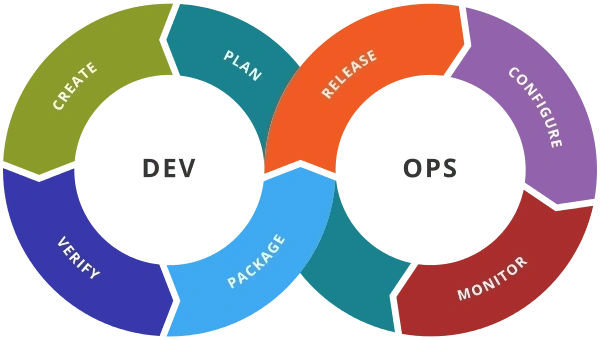 CREATE
PLAN
RELEASE
CONFIGURE
DEV
OPS
VERIFY
PACKAGE
MONITOR